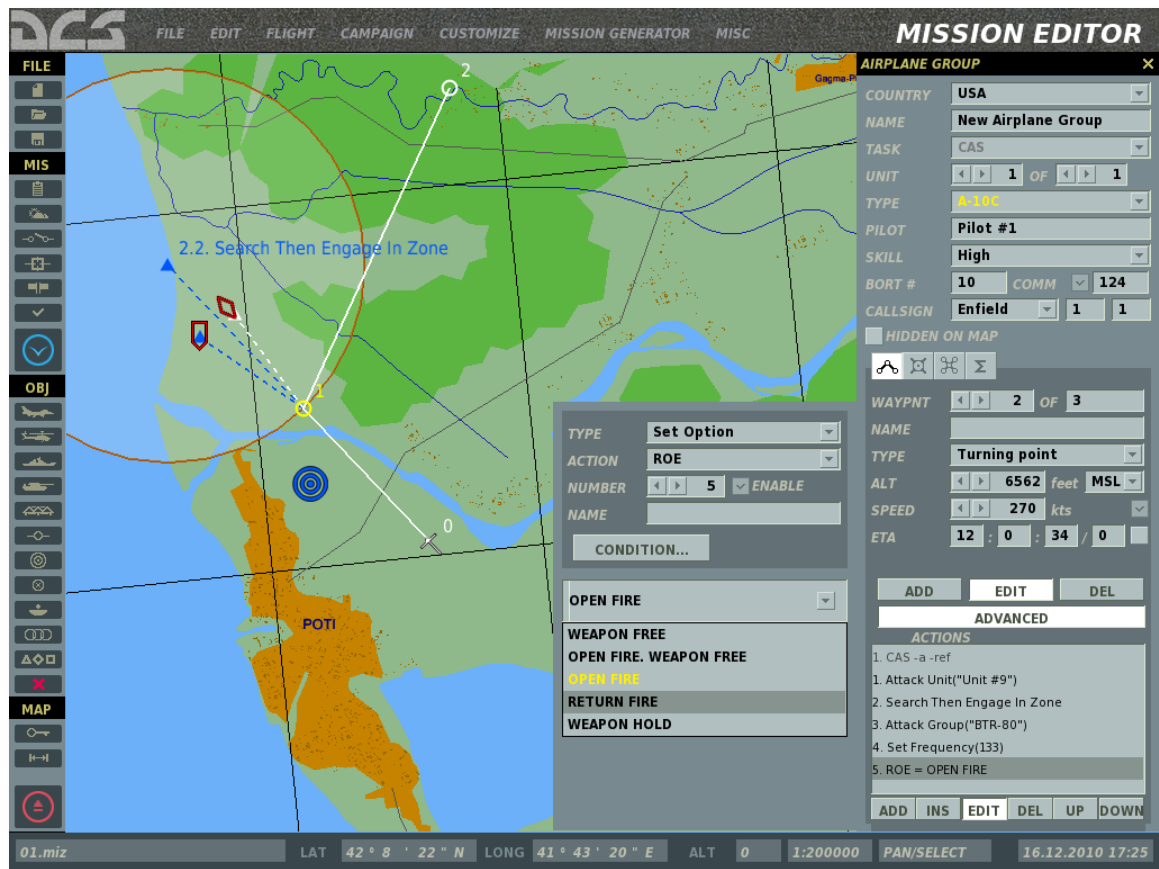 DCS
FILE EDIT FLIGHT CAMPAIGN CUSTOMIZE MISSION GENERATOR MISC
MISSION EDITOR
FILE
MIS
OBJ
MAP
2
Gagma-P
2.2. Search Then Engage In Zone
1
0
POTI
AIRPLANE GROUP
COUNTRY USA
NAME New Airplane Group
TASK CAS
UNIT 1 OF 1
TYPE A-10C
PILOT Pilot #1
SKILL High
BORT # 10 COMM 124
CALLSIGN Enfield 1 1
HIDDEN ON MAP
Σ
WAYPNT 2 OF 3
NAME
TYPE Turning point
ALT 6562 feet MSL
SPEED 270 kts
ETA 12 : 0 : 34 / 0
ADD EDIT DEL
ADVANCED
ACTIONS
1. CAS -a -ref
1. Attack Unit("Unit #9")
2. Search Then Engage In Zone
3. Attack Group("BTR-80")
4. Set Frequency(133)
5. ROE = OPEN FIRE
ADD INS EDIT DEL UP DOWN
TYPE Set Option
ACTION ROE
NUMBER 5 ENABLE
NAME
CONDITION...
OPEN FIRE
WEAPON FREE
OPEN FIRE. WEAPON FREE
OPEN FIRE
RETURN FIRE
WEAPON HOLD
01.miz LAT 42 ° 8 ' 22 " N LONG 41 ° 43 ' 20 " E ALT 0 1:200000 PAN/SELECT 16.12.2010 17:25